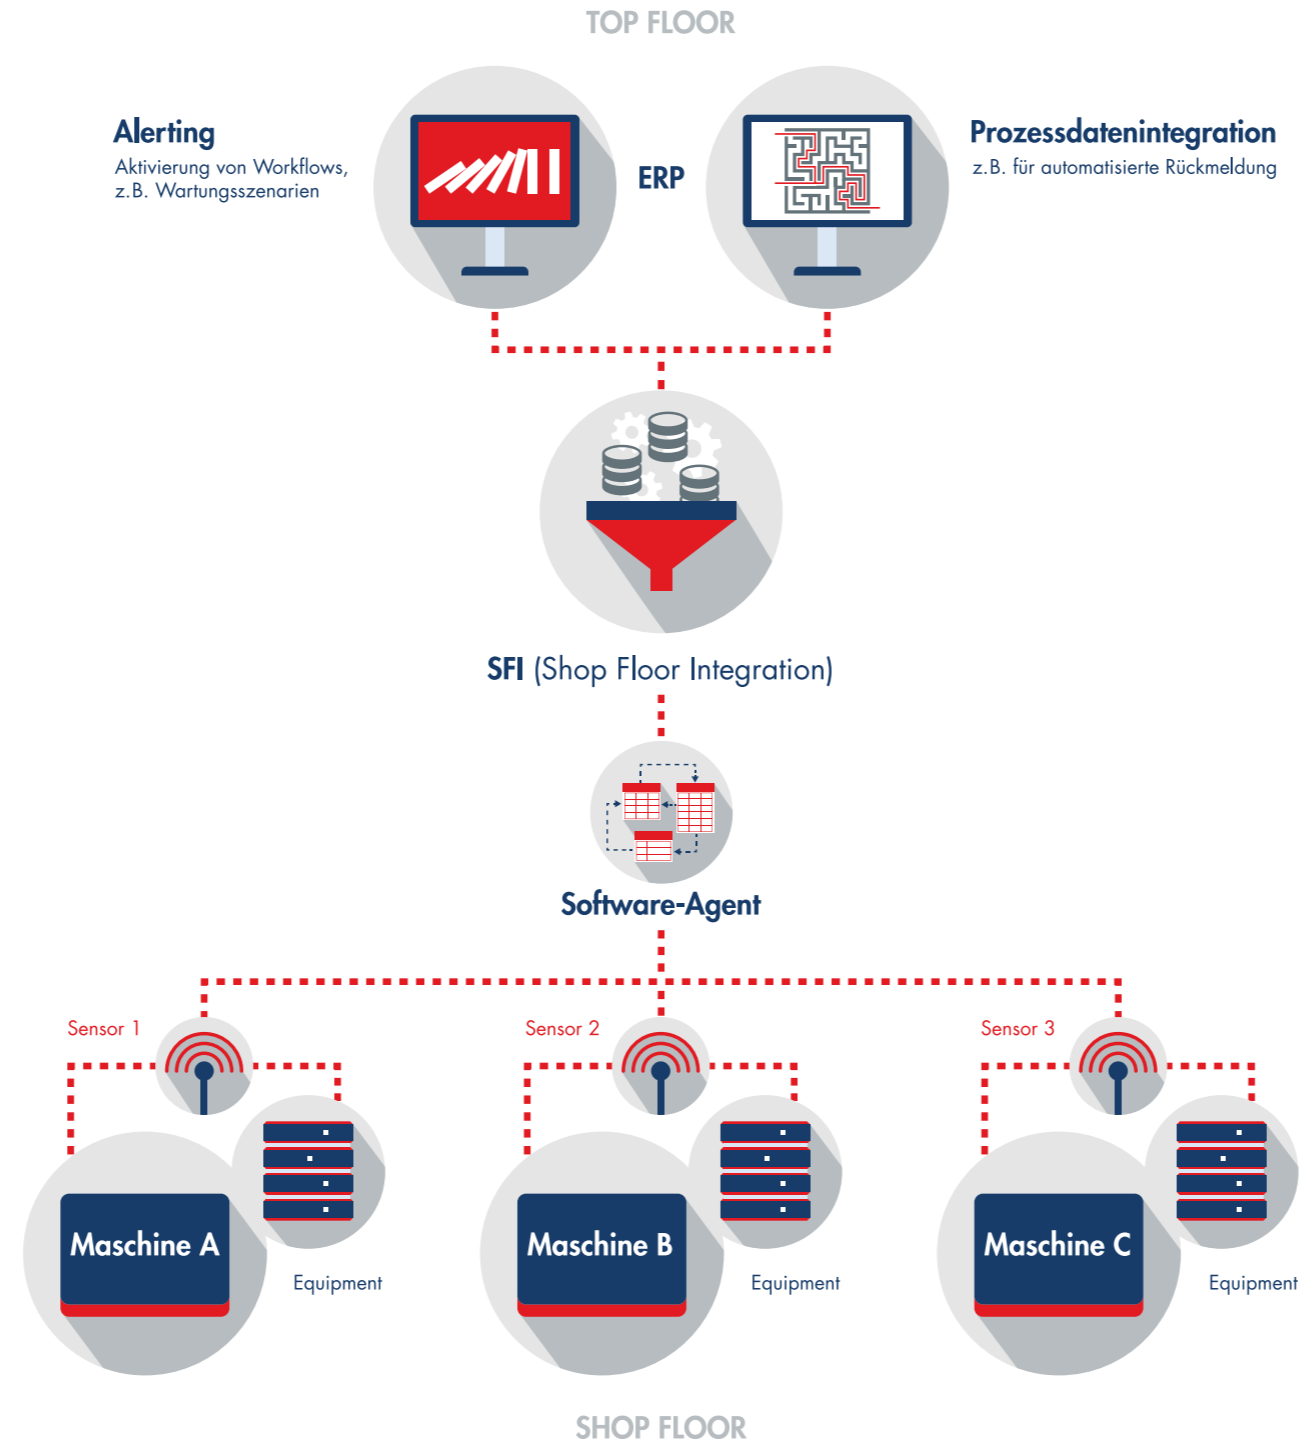 TOP FLOOR
Alerting
Aktivierung von Workflows,
z.B. Wartungsszenarien
ERP
Prozessdatenintegration
z.B. für automatisierte Rückmeldung
SFI (Shop Floor Integration)
Software-Agent
Sensor 1
Sensor 2
Sensor 3
Maschine A
Equipment
Maschine B
Equipment
Maschine C
Equipment
SHOP FLOOR